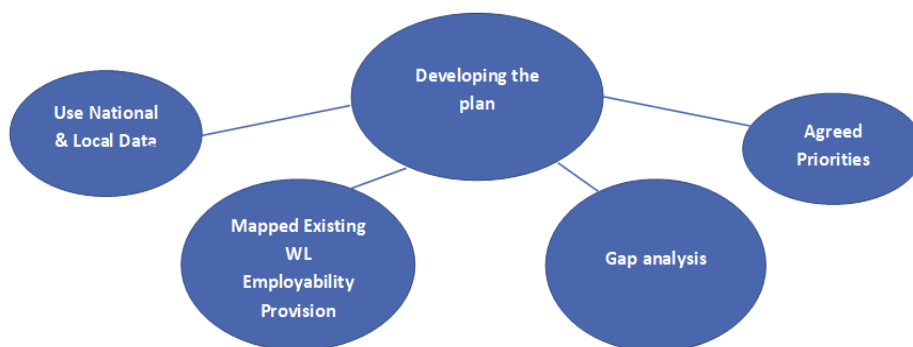 Developing the
plan
Use National
& Local Data
Agreed
Priorities
Mapped Existing
WL
Employability
Provision
Gap analysis